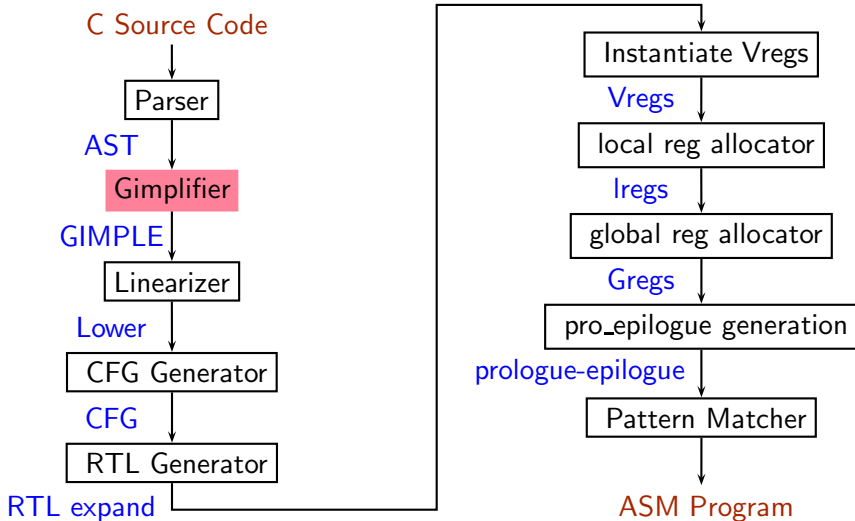 C Source Code
Parser
AST
Gimplifier
GIMPLE
Linearizer
Lower
CFG Generator
CFG
RTL Generator
RTL expand
Instantiate Vregs
Vregs
local reg allocator
lregs
global reg allocator
Gregs
pro_epilogue generation
prologue-epilogue
Pattern Matcher
ASM Program